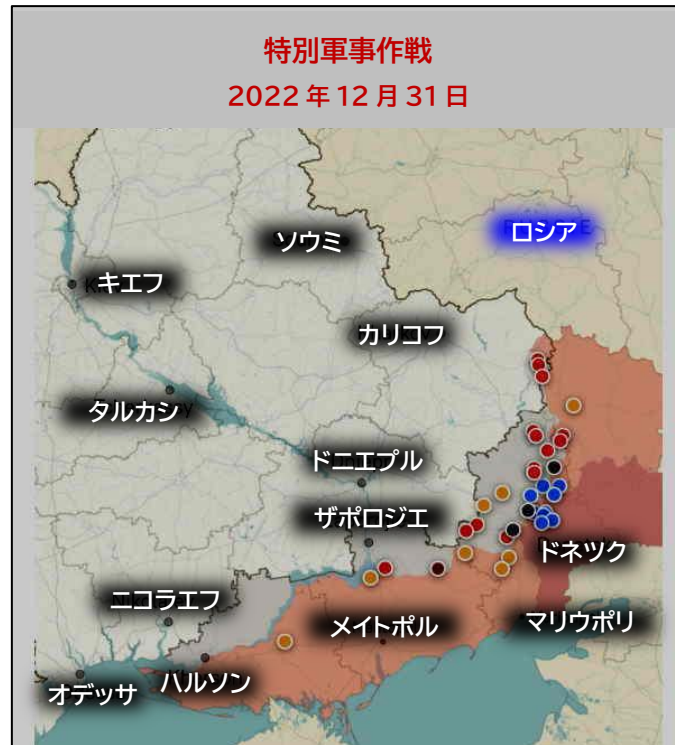 特別軍事作戦
2022年12月31日
ロシア
ソウミ
キエフ
カリコフ
タルカシ
ドニエプル
ザポロジエ
ドネツク
ニコラエフ
メイトポル
マリウポリ
オデッサ
ハルソン